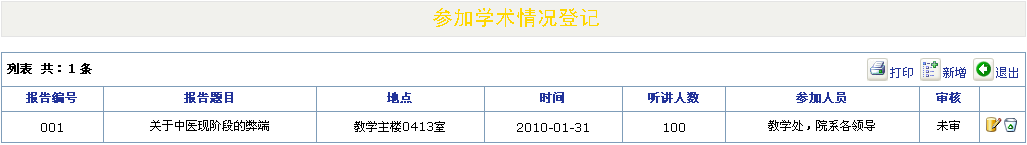 参加学术情况登记
列表 共：1 条 打印 新增 退出
报告编号 报告题目 地点 时间 听讲人数 参加人员 审核
001 关于中医现阶段的弊端 教学主楼0413室 2010-01-31 100 教学处，院系各领导 未审